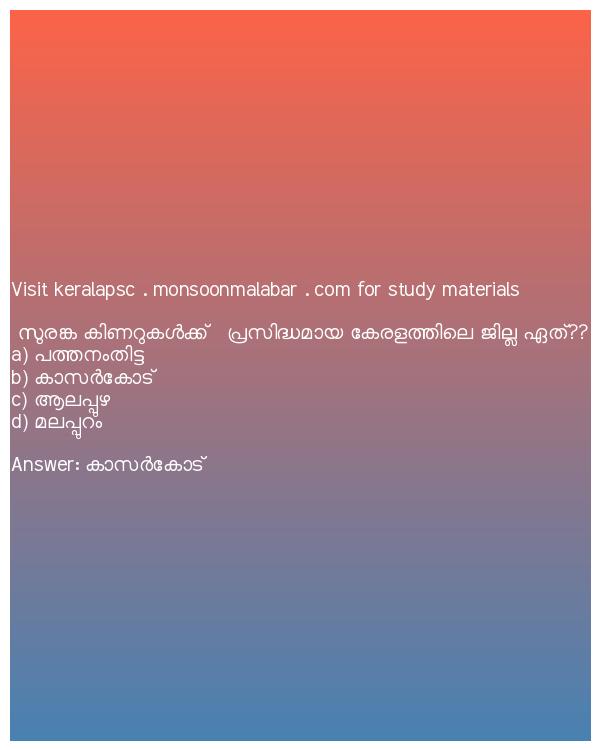 Visit keralapsc . monsoonmalabar . com for study materials
സുരങ്ക കിണറുകൾക്ക് പ്രസിദ്ധമായ കേരളത്തിലെ ജില്ല ഏത്??
a) പത്തനംതിട്ട
b) കാസർകോട്
c) ആലപ്പുഴ
d) മലപ്പുറം
Answer: കാസർകോട്